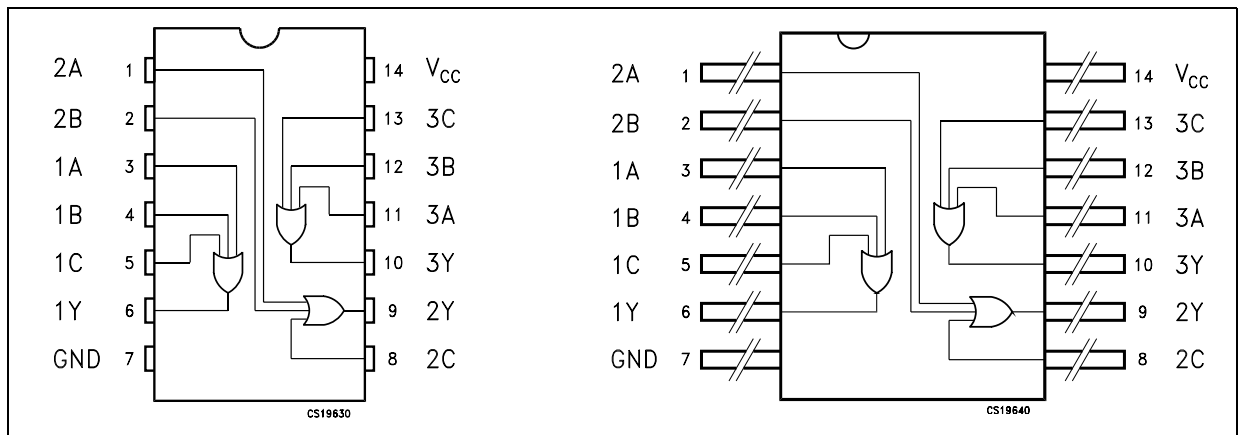 2A 1 14 VCC
2B 2 13 3C
1A 3 12 3B
1B 4 11 3A
1C 5 10 3Y
1Y 6 9 2Y
GND 7 8 2C
CS19630
2A 1 14 VCC
2B 2 13 3C
1A 3 12 3B
1B 4 11 3A
1C 5 10 3Y
1Y 6 9 2Y
GND 7 8 2C
CS19640